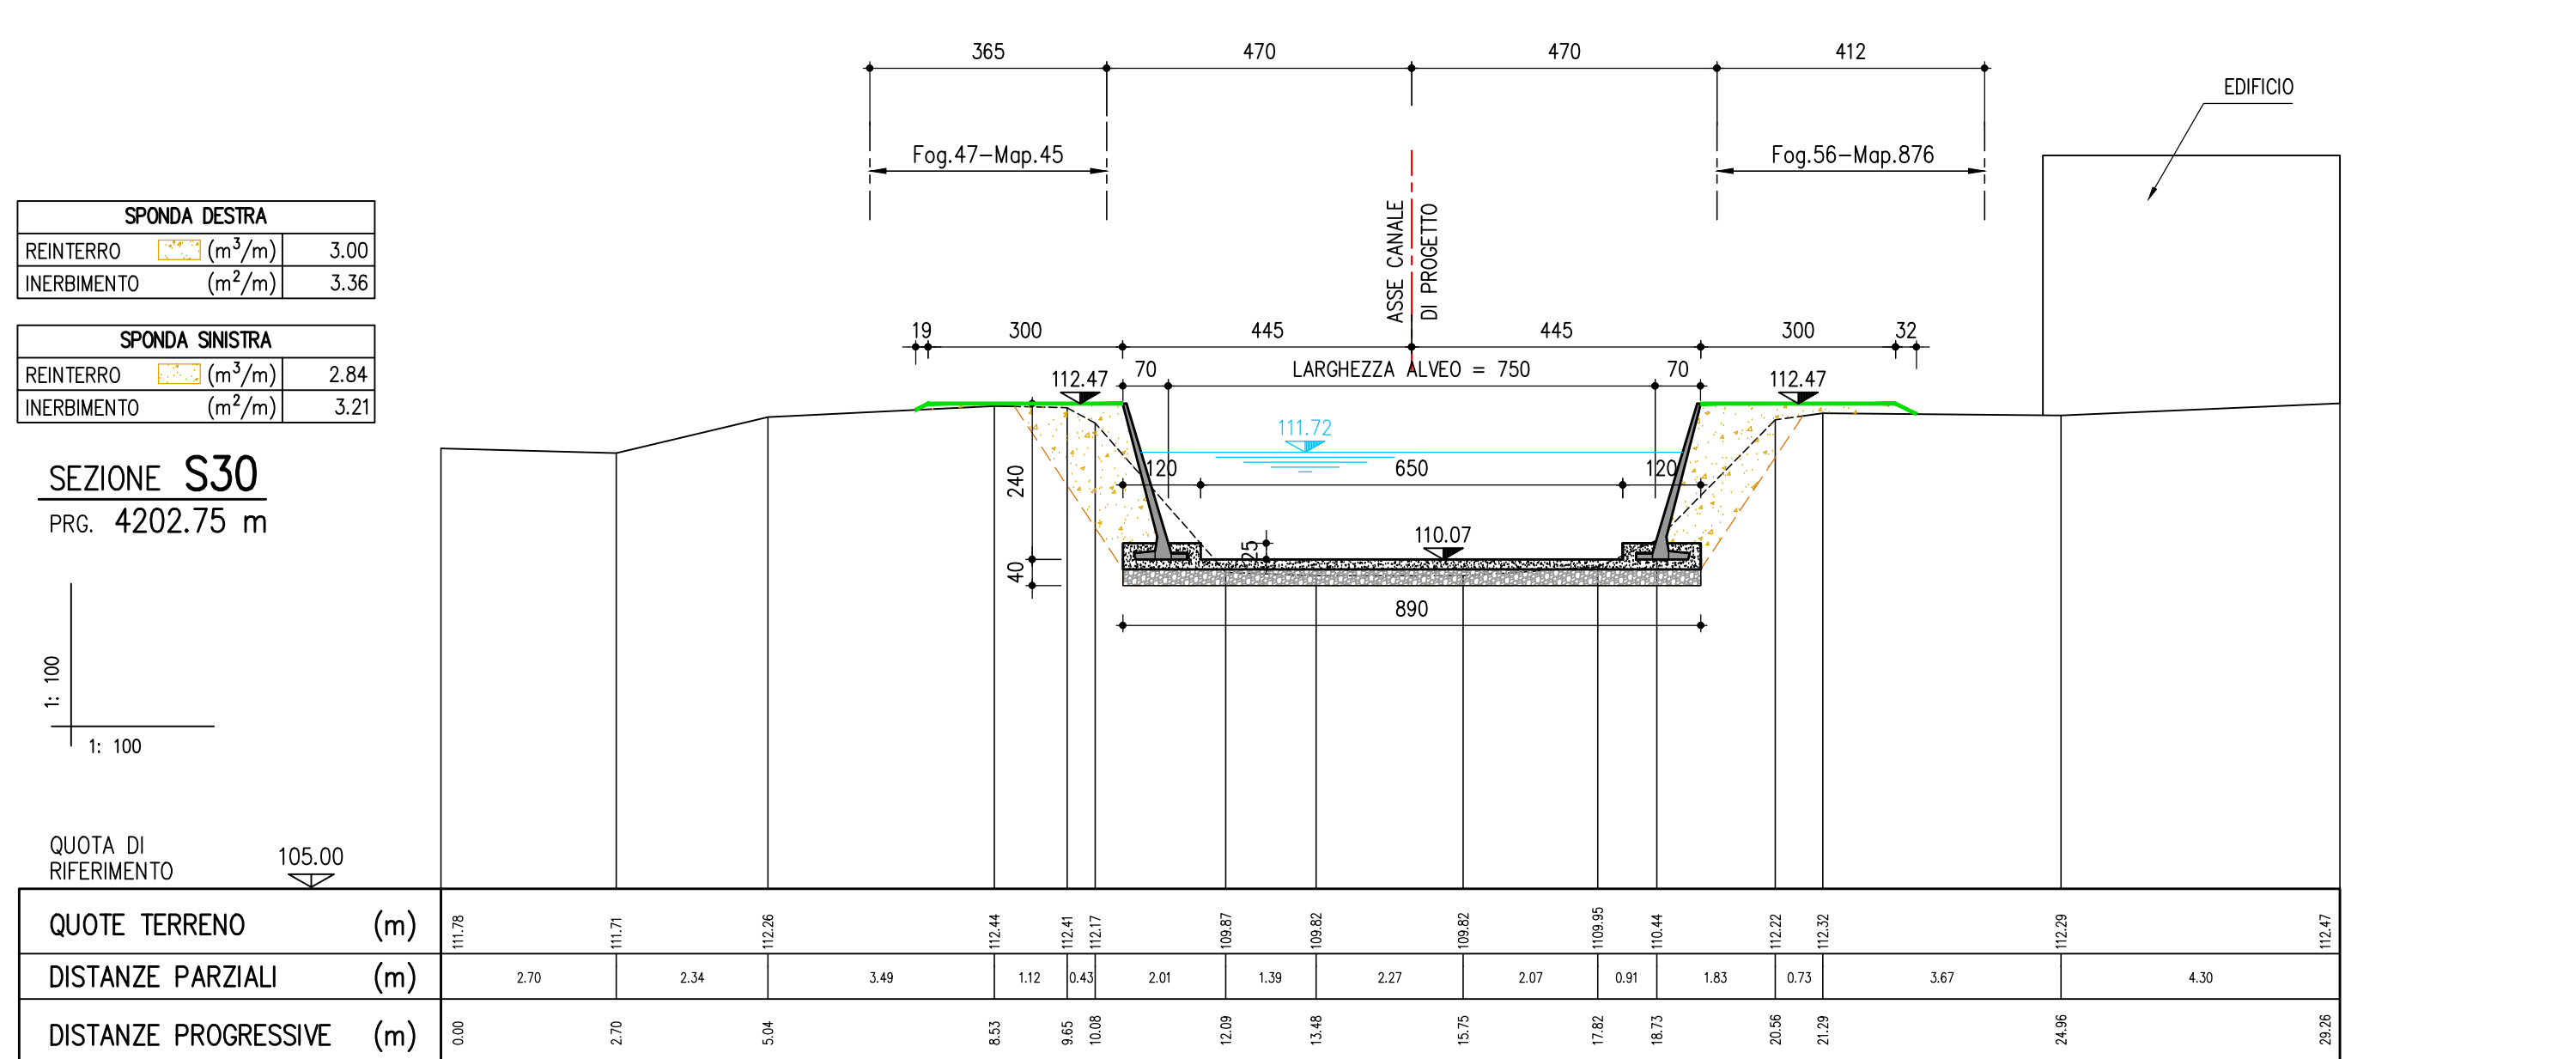 365 470 470 412
EDIFICIO
Fog.47-Map.45 Fog.56-Map.876
ASSE CANALE
DI PROGETTO
SPONDA DESTRA
REINTERRO (m³/m) 3.00
INERBIMENTO (m²/m) 3.36
SPONDA SINISTRA
REINTERRO (m³/m) 2.84
INERBIMENTO (m²/m) 3.21
19 300 445 445 300 32
70 LARGHEZZA ALVEO = 750 70
112.47 112.47
111.72
120 650 120
240
110.07
25
40
890
SEZIONE S30
PRG. 4202.75 m
1: 100
1: 100
QUOTA DI
RIFERIMENTO 105.00
QUOTE TERRENO (m) 111.78 111.71 112.26 112.44 112.41 112.17 109.87 109.82 109.82 1109.95 110.44 112.22 112.32 112.29 112.47
DISTANZE PARZIALI (m) 2.70 2.34 3.49 1.12 0.43 2.01 1.39 2.27 2.07 0.91 1.83 0.73 3.67 4.30
DISTANZE PROGRESSIVE (m) 0.00 2.70 5.04 8.53 9.65 10.08 12.09 13.48 15.75 17.82 18.73 20.56 21.29 24.96 29.26